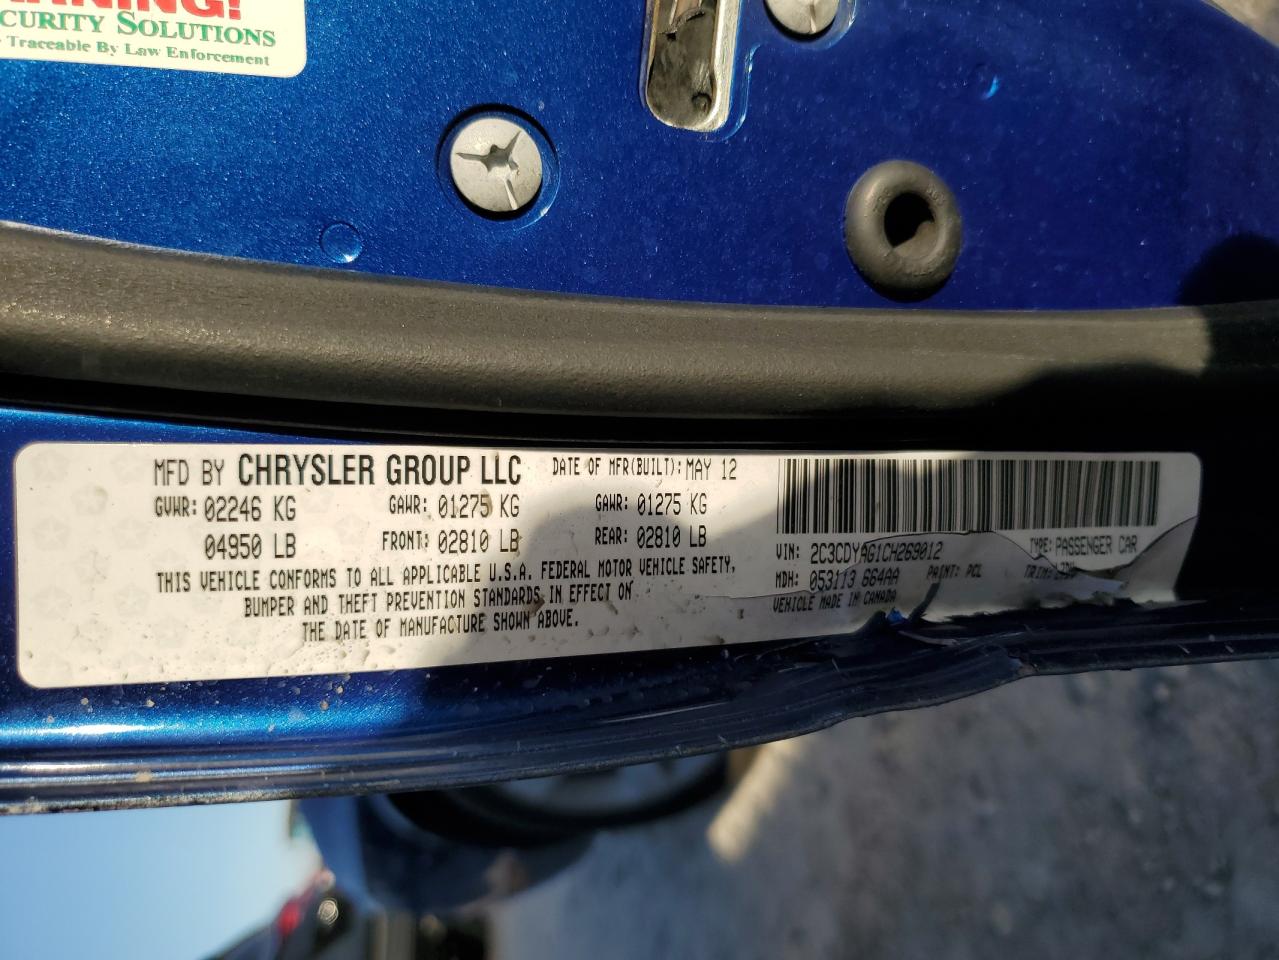 WARNING!
SECURITY SOLUTIONS
Traceable By Law Enforcement
MFD BY CHRYSLER GROUP LLC DATE OF MFR(BUILT): MAY 12
GVWR: 02246 KG GAWR: 01275 KG GAWR: 01275 KG
04950 LB FRONT: 02810 LB REAR: 02810 LB
THIS VEHICLE CONFORMS TO ALL APPLICABLE U.S.A. FEDERAL MOTOR VEHICLE SAFETY,
BUMPER AND THEFT PREVENTION STANDARDS IN EFFECT ON
THE DATE OF MANUFACTURE SHOWN ABOVE.
VIN: 2C3CDYAG1CH269012 TYPE: PASSENGER CAR
MDH: 053113 664AA PAINT: PCL TRIM:
VEHICLE MADE IN CANADA